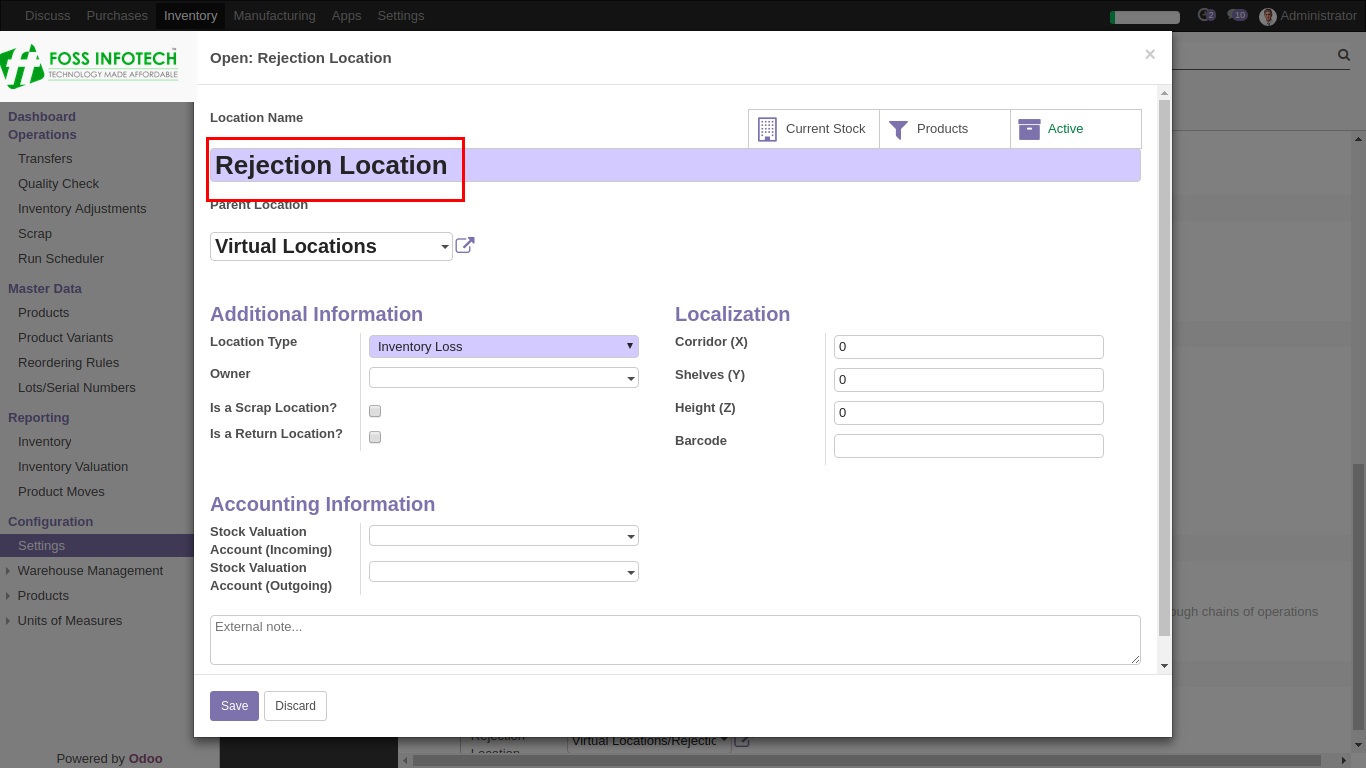 Discuss Purchases Inventory Manufacturing Apps Settings 2 10 Administrator
FOSS INFOTECH™
TECHNOLOGY MADE AFFORDABLE
Open: Rejection Location ×
Dashboard
Operations
Transfers
Quality Check
Inventory Adjustments
Scrap
Run Scheduler
Master Data
Products
Product Variants
Reordering Rules
Lots/Serial Numbers
Reporting
Inventory
Inventory Valuation
Product Moves
Configuration
Settings
Warehouse Management
Products
Units of Measures
Powered by Odoo
Location Name
Current Stock Products Active
Rejection Location
Parent Location
Virtual Locations
Additional Information
Location Type Inventory Loss
Owner
Is a Scrap Location?
Is a Return Location?
Localization
Corridor (X) 0
Shelves (Y) 0
Height (Z) 0
Barcode
Accounting Information
Stock Valuation
Account (Incoming)
Stock Valuation
Account (Outgoing)
External note...
Save Discard
ough chains of operations
Rejection
Location
Virtual Locations/Rejectic